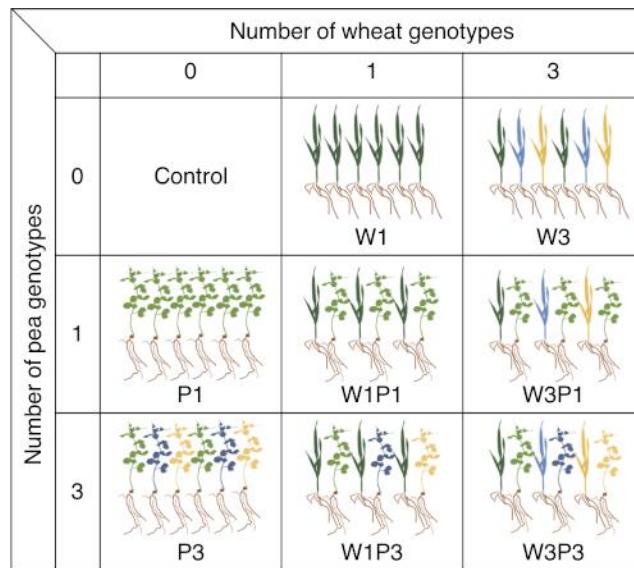 Number of wheat genotypes
0 1 3
Number of pea genotypes
0
Control
W1
W3
1
P1
W1P1
W3P1
3
P3
W1P3
W3P3